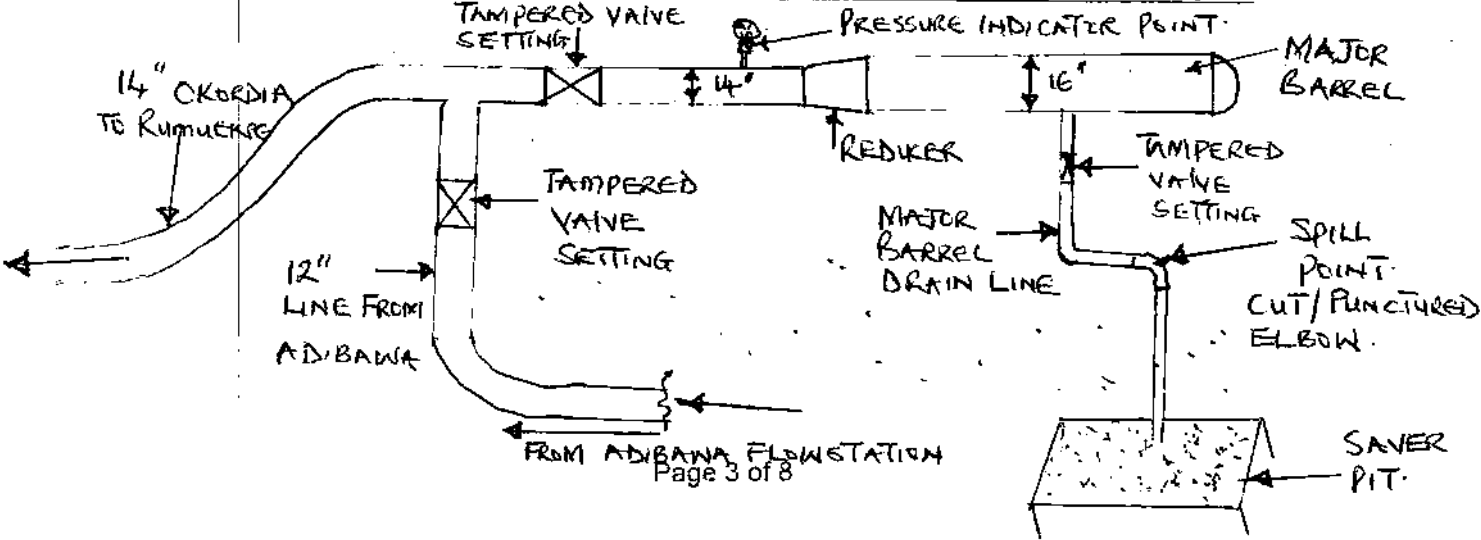 TAMPERED VALVE
SETTING
PRESSURE INDICATOR POINT.
MAJOR
BARREL
14" OKORDIA
TO RUMUEKPE
14"
16"
REDUKER
TAMPERED
VALVE
SETTING
TAMPERED
VALVE
SETTING
MAJOR
BARREL
DRAIN LINE
SPILL
POINT.
CUT/PUNCTURED
ELBOW.
12"
LINE FROM
ADIBAWA
FROM ADIBAWA FLOWSTATION
Page 3 of 8
SAVER
PIT.